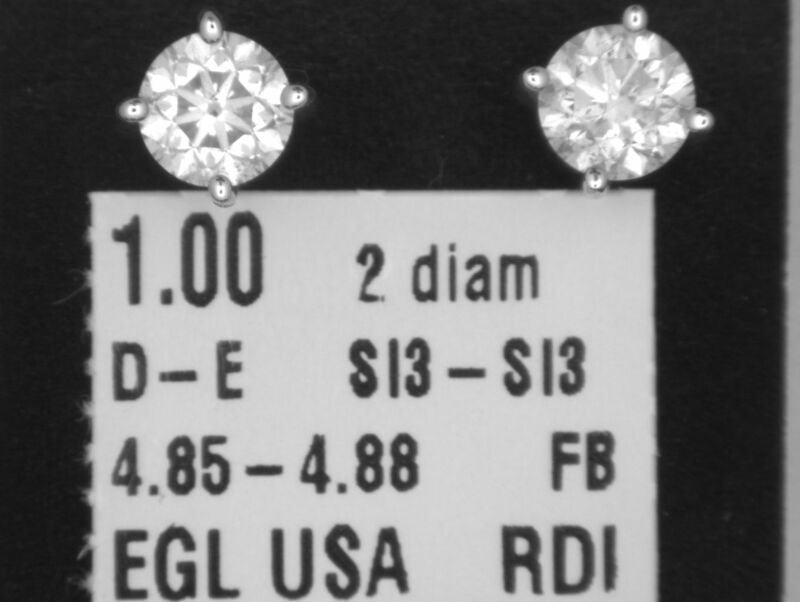 1.00 2 diam
D-E SI3-SI3
4.85-4.88 FB
EGL USA RDI